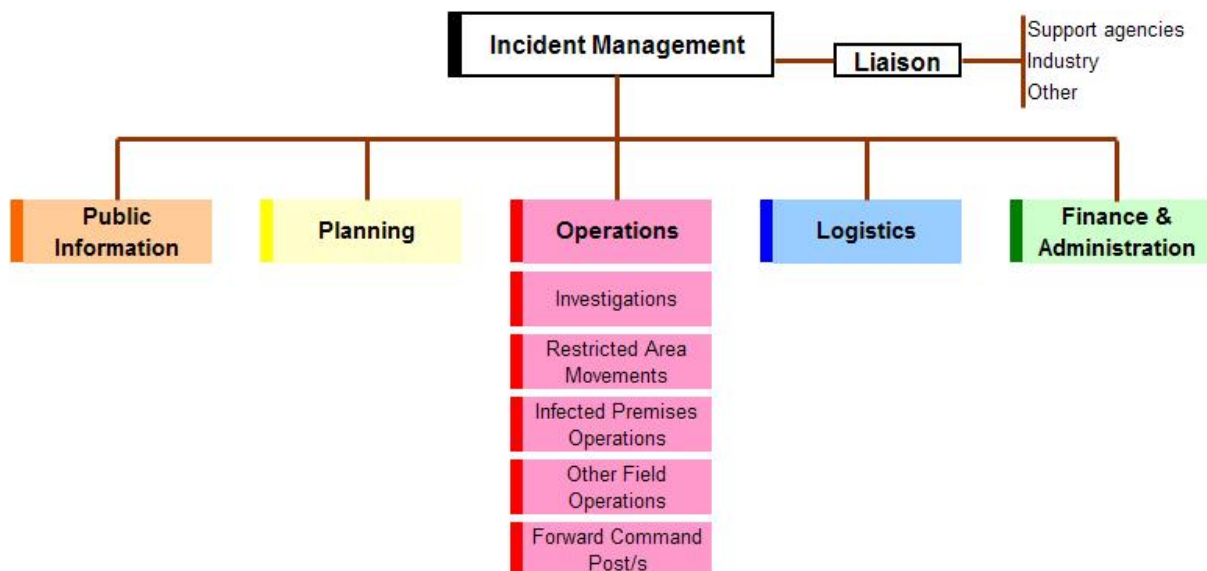 Incident Management
Liaison
Support agencies
Industry
Other
Public
Information
Planning
Operations
Logistics
Finance &
Administration
Investigations
Restricted Area
Movements
Infected Premises
Operations
Other Field
Operations
Forward Command
Post/s